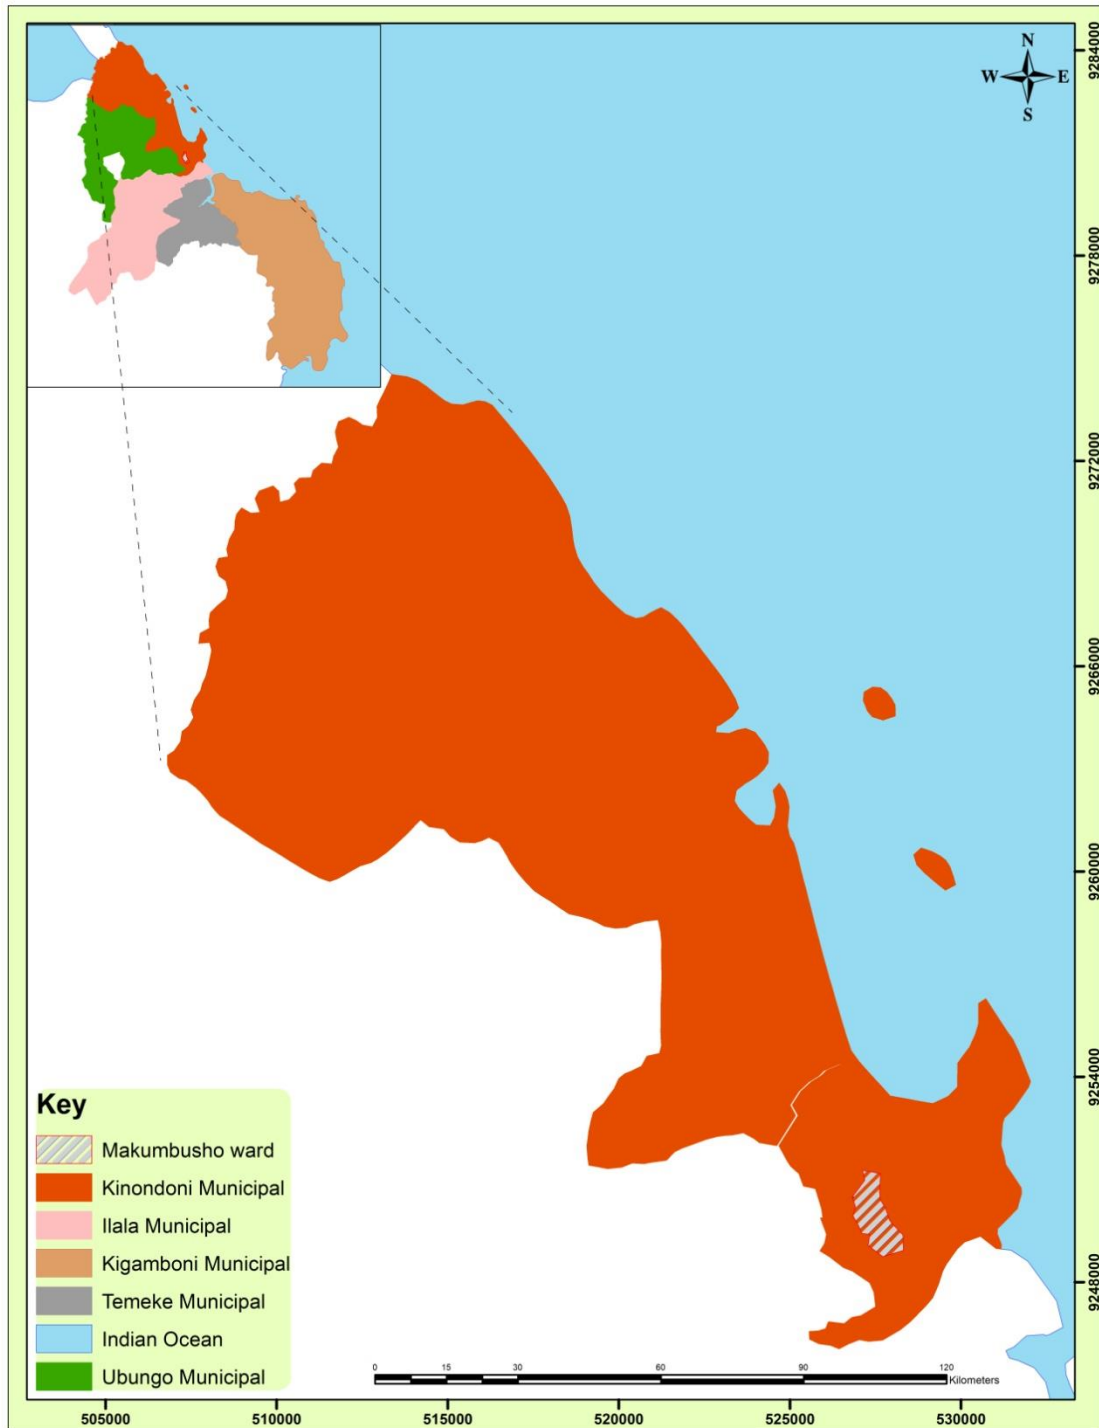 N
W E
S
9284000
9278000
9272000
9266000
9260000
9254000
9248000
Key
Makumbusho ward
Kinondoni Municipal
Ilala Municipal
Kigamboni Municipal
Temeke Municipal
Indian Ocean
Ubungo Municipal
0 15 30 60 90 120
Kilometers
505000 510000 515000 520000 525000 530000